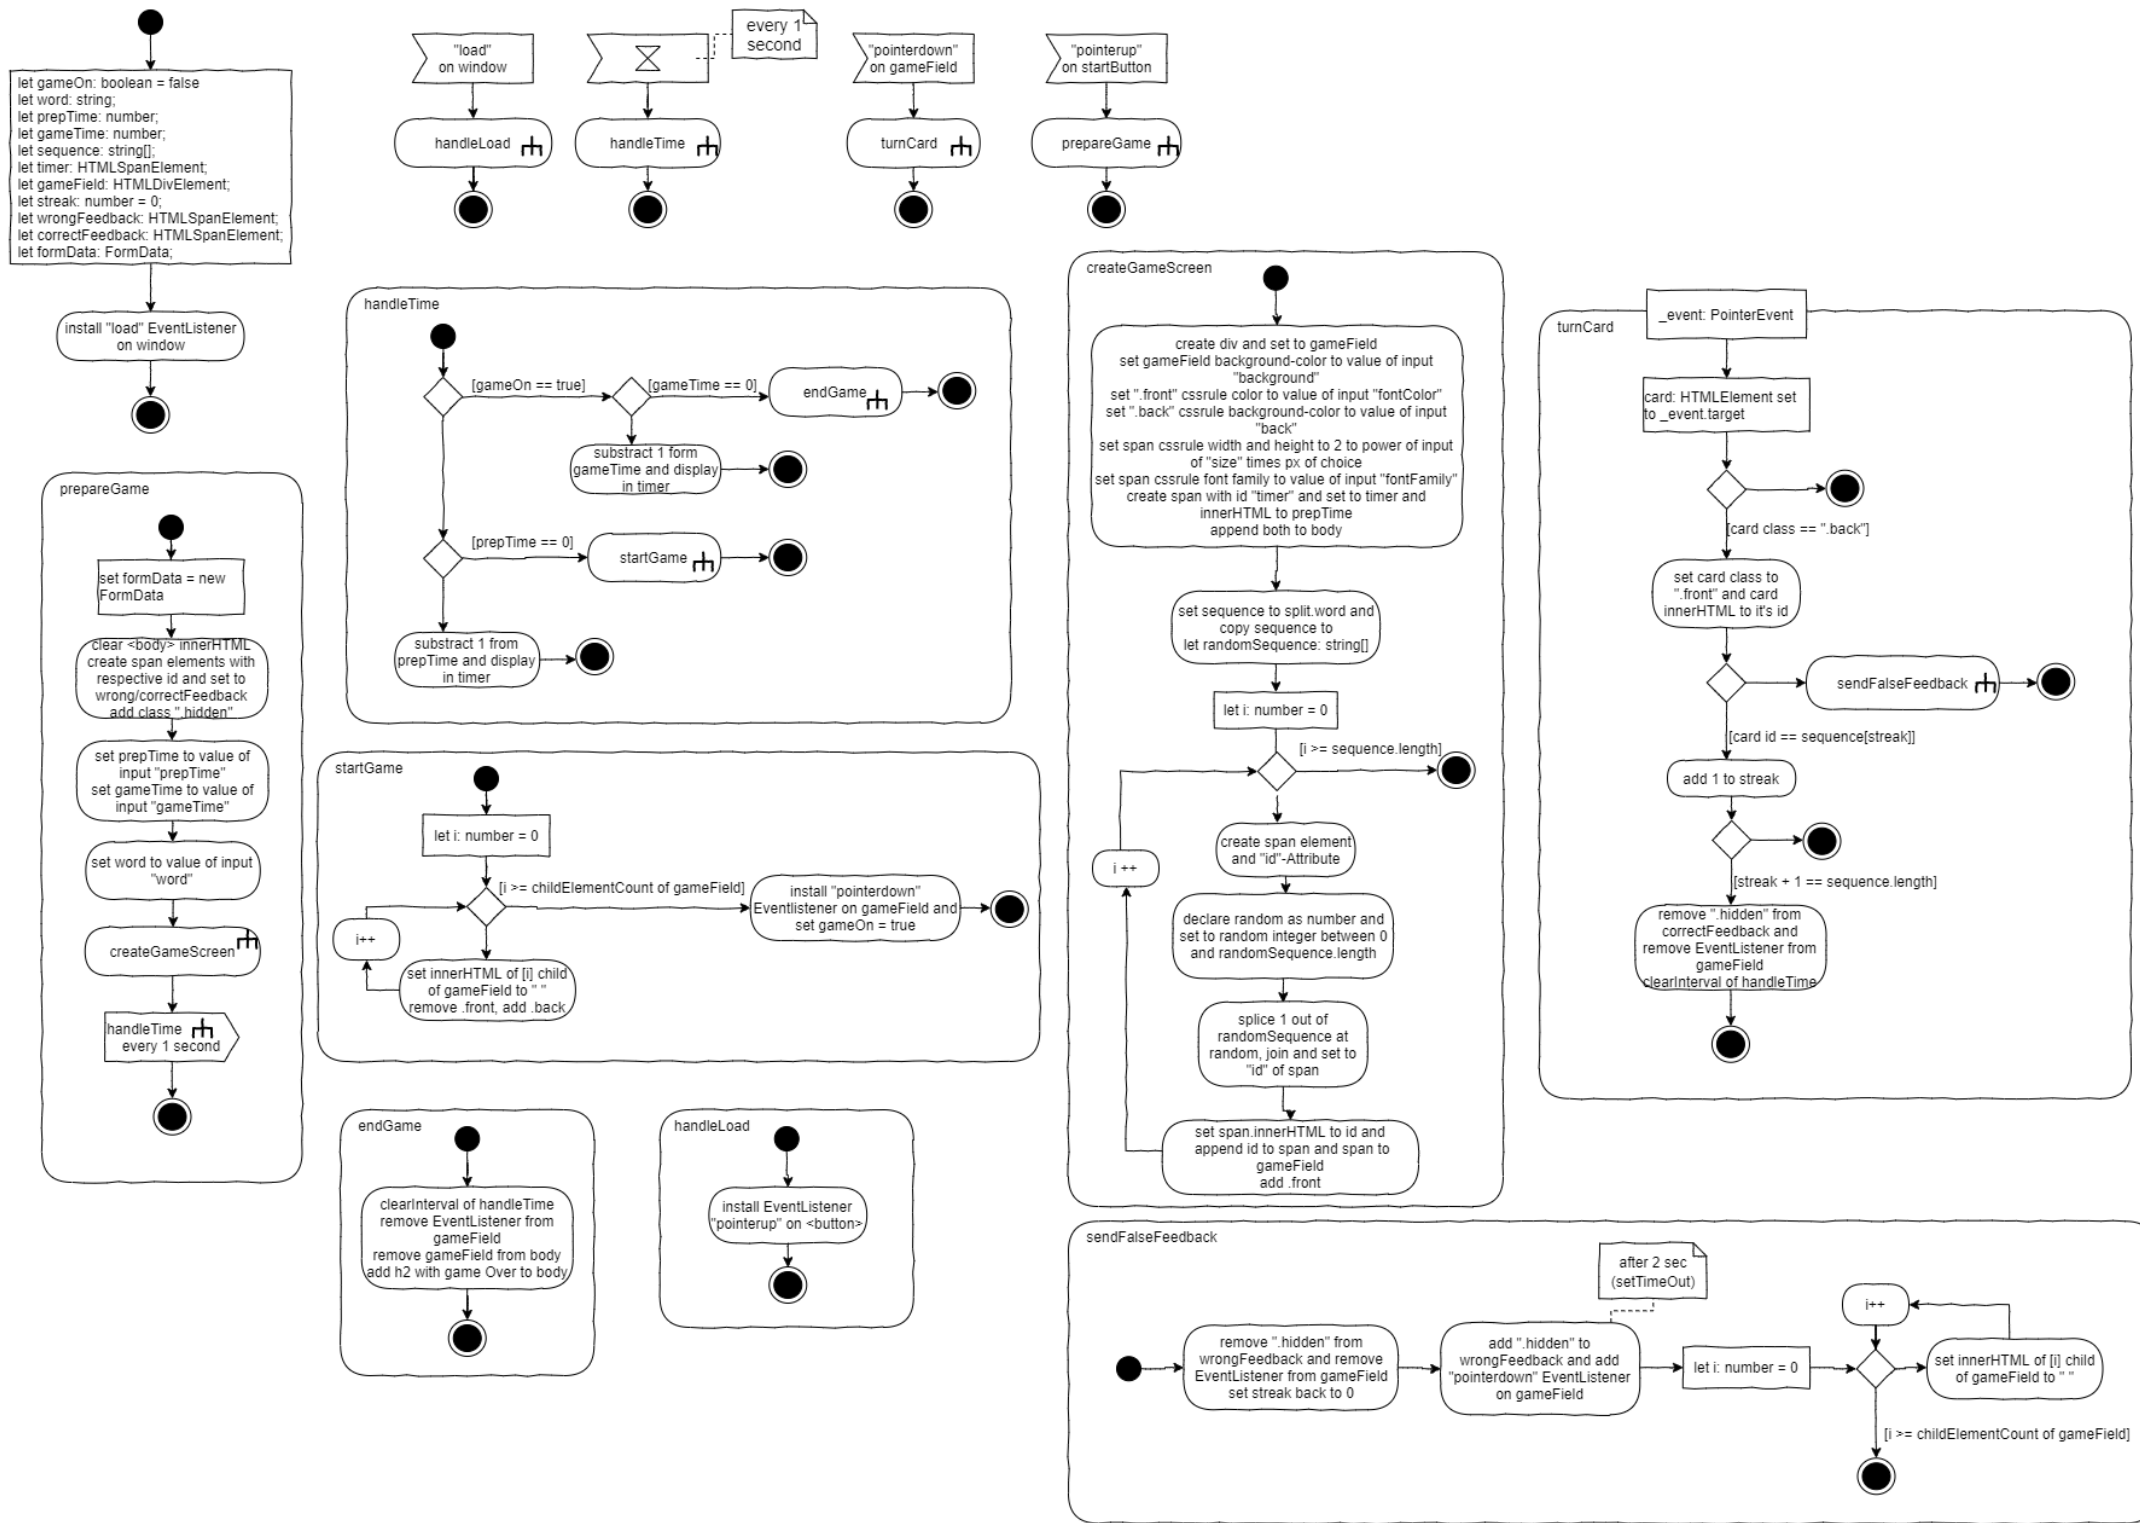 let gameOn: boolean = false
let word: string;
let prepTime: number;
let gameTime: number;
let sequence: string[];
let timer: HTMLSpanElement;
let gameField: HTMLDivElement;
let streak: number = 0;
let wrongFeedback: HTMLSpanElement;
let correctFeedback: HTMLSpanElement;
let formData: FormData;
install "load" EventListener
on window
"load"
on window
handleLoad
every 1
second
handleTime
"pointerdown"
on gameField
turnCard
"pointerup"
on startButton
prepareGame
handleTime
[gameOn == true]
[gameTime == 0]
endGame
substract 1 form
gameTime and display
in timer
[prepTime == 0]
startGame
substract 1 from
prepTime and display
in timer
prepareGame
set formData = new
FormData
clear <body> innerHTML
create span elements with
respective id and set to
wrong/correctFeedback
add class ".hidden"
set prepTime to value of
input "prepTime"
set gameTime to value of
input "gameTime"
set word to value of input
"word"
createGameScreen
handleTime
every 1 second
startGame
let i: number = 0
[i >= childElementCount of gameField]
install "pointerdown"
Eventlistener on gameField and
set gameOn = true
i++
set innerHTML of [i] child
of gameField to " "
remove .front, add .back
endGame
clearInterval of handleTime
remove EventListener from
gameField
remove gameField from body
add h2 with game Over to body
handleLoad
install EventListener
"pointerup" on <button>
createGameScreen
create div and set to gameField
set gameField background-color to value of input
"background"
set ".front" cssrule color to value of input "fontColor"
set ".back" cssrule background-color to value of input
"back"
set span cssrule width and height to 2 to power of input
of "size" times px of choice
set span cssrule font family to value of input "fontFamily"
create span with id "timer" and set to timer and
innerHTML to prepTime
append both to body
set sequence to split.word and
copy sequence to
let randomSequence: string[]
let i: number = 0
[i >= sequence.length]
create span element
and "id"-Attribute
i ++
declare random as number and
set to random integer between 0
and randomSequence.length
splice 1 out of
randomSequence at
random, join and set to
"id" of span
set span.innerHTML to id and
append id to span and span to
gameField
add .front
turnCard
_event: PointerEvent
card: HTMLElement set
to _event.target
[card class == ".back"]
set card class to
".front" and card
innerHTML to it's id
sendFalseFeedback
[card id == sequence[streak]]
add 1 to streak
[streak + 1 == sequence.length]
remove ".hidden" from
correctFeedback and
remove EventListener from
gameField
clearInterval of handleTime
sendFalseFeedback
after 2 sec
(setTimeOut)
remove ".hidden" from
wrongFeedback and remove
EventListener from gameField
set streak back to 0
add ".hidden" to
wrongFeedback and add
"pointerdown" EventListener
on gameField
let i: number = 0
i++
set innerHTML of [i] child
of gameField to " "
[i >= childElementCount of gameField]